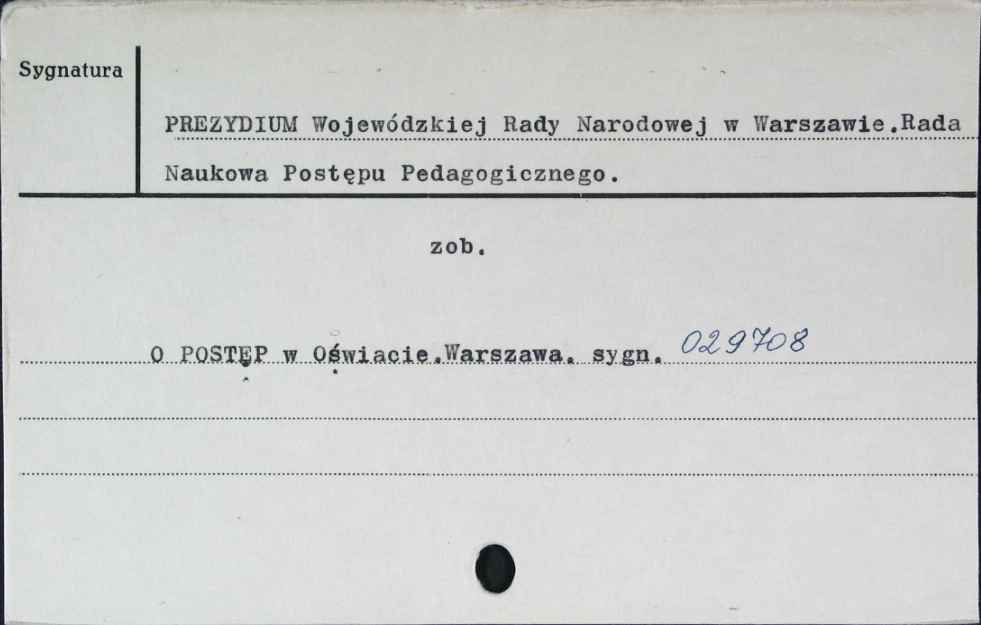 Sygnatura
PREZYDIUM Wojewódzkiej Rady Narodowej w Warszawie.Rada
Naukowa Postępu Pedagogicznego.
zob.
O POSTĘP w Oświacie.Warszawa. sygn. 029708